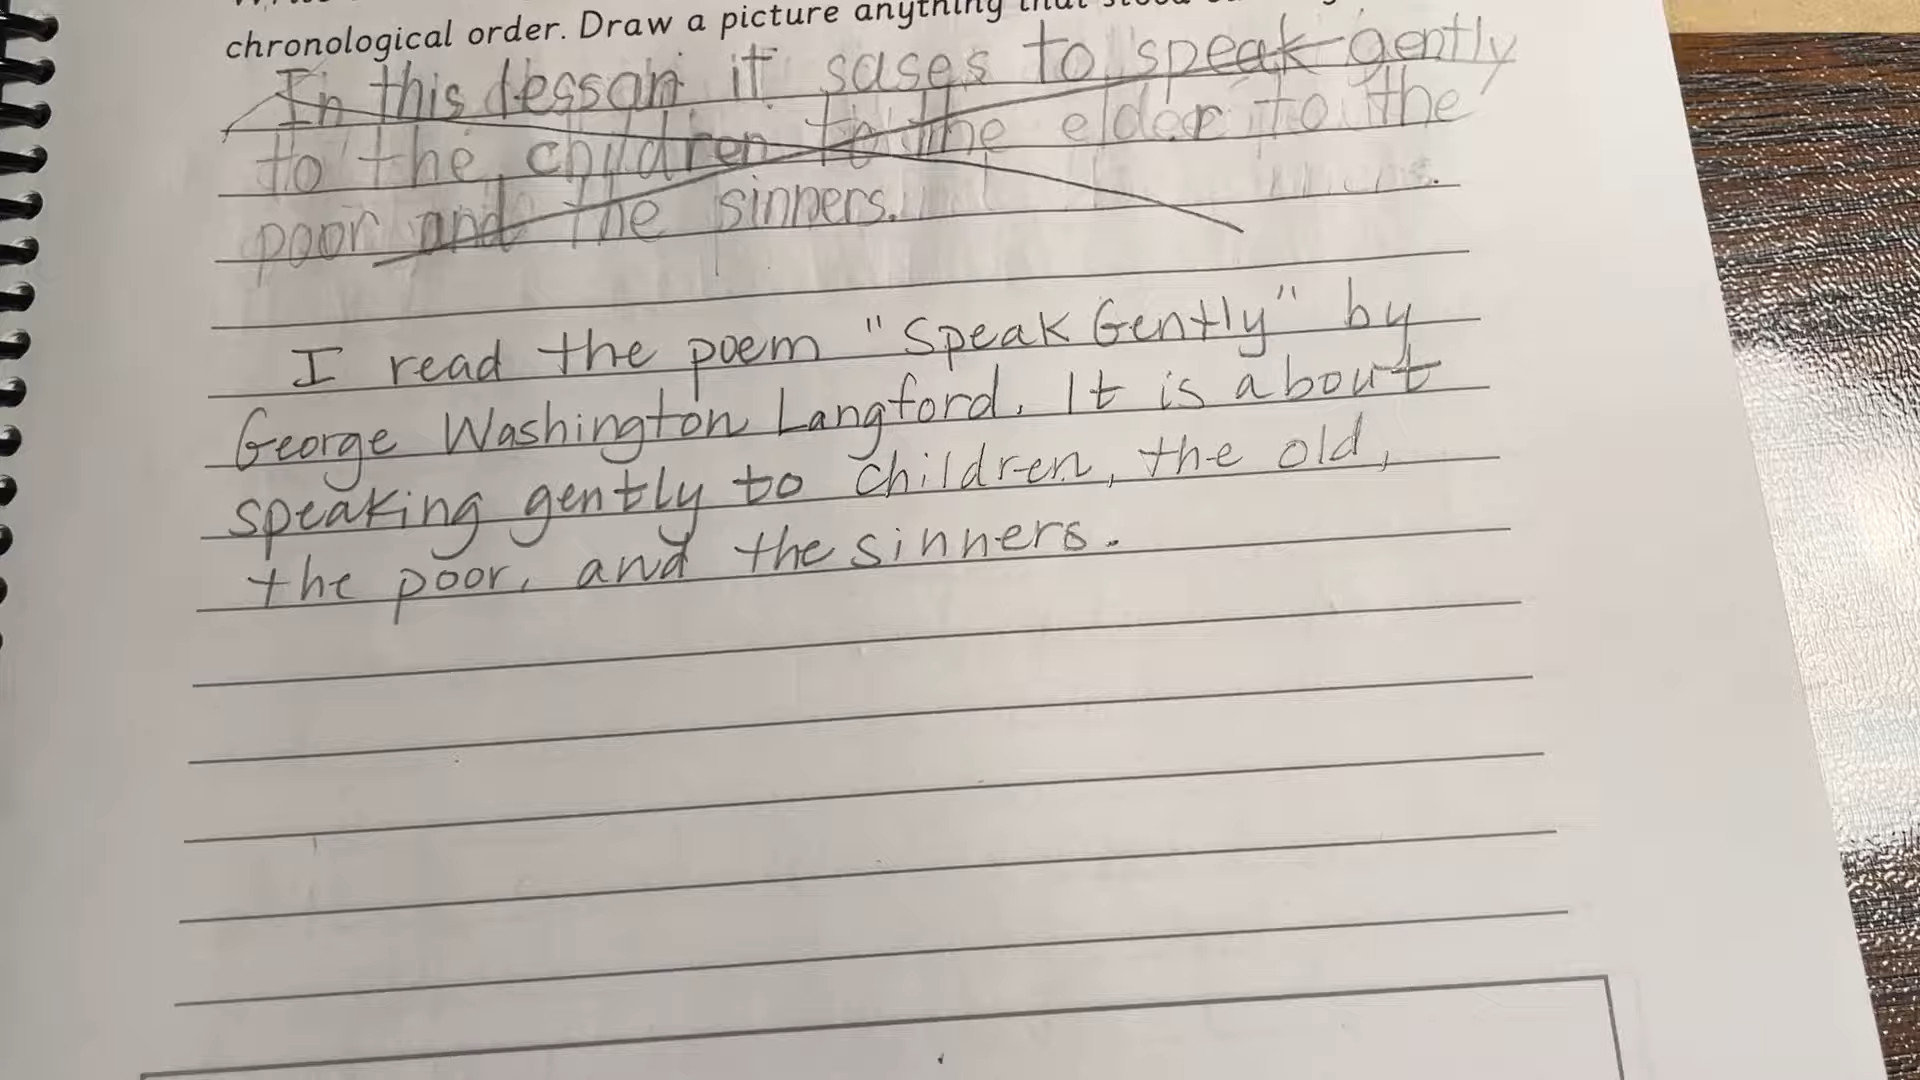 chronological order. Draw a picture anything that
In this lesson it sases to speak gently
to the children to the elder to the
poor and the sinners.
I read the poem "Speak Gently" by
George Washington Langford. It is about
speaking gently to children, the old,
the poor, and the sinners.